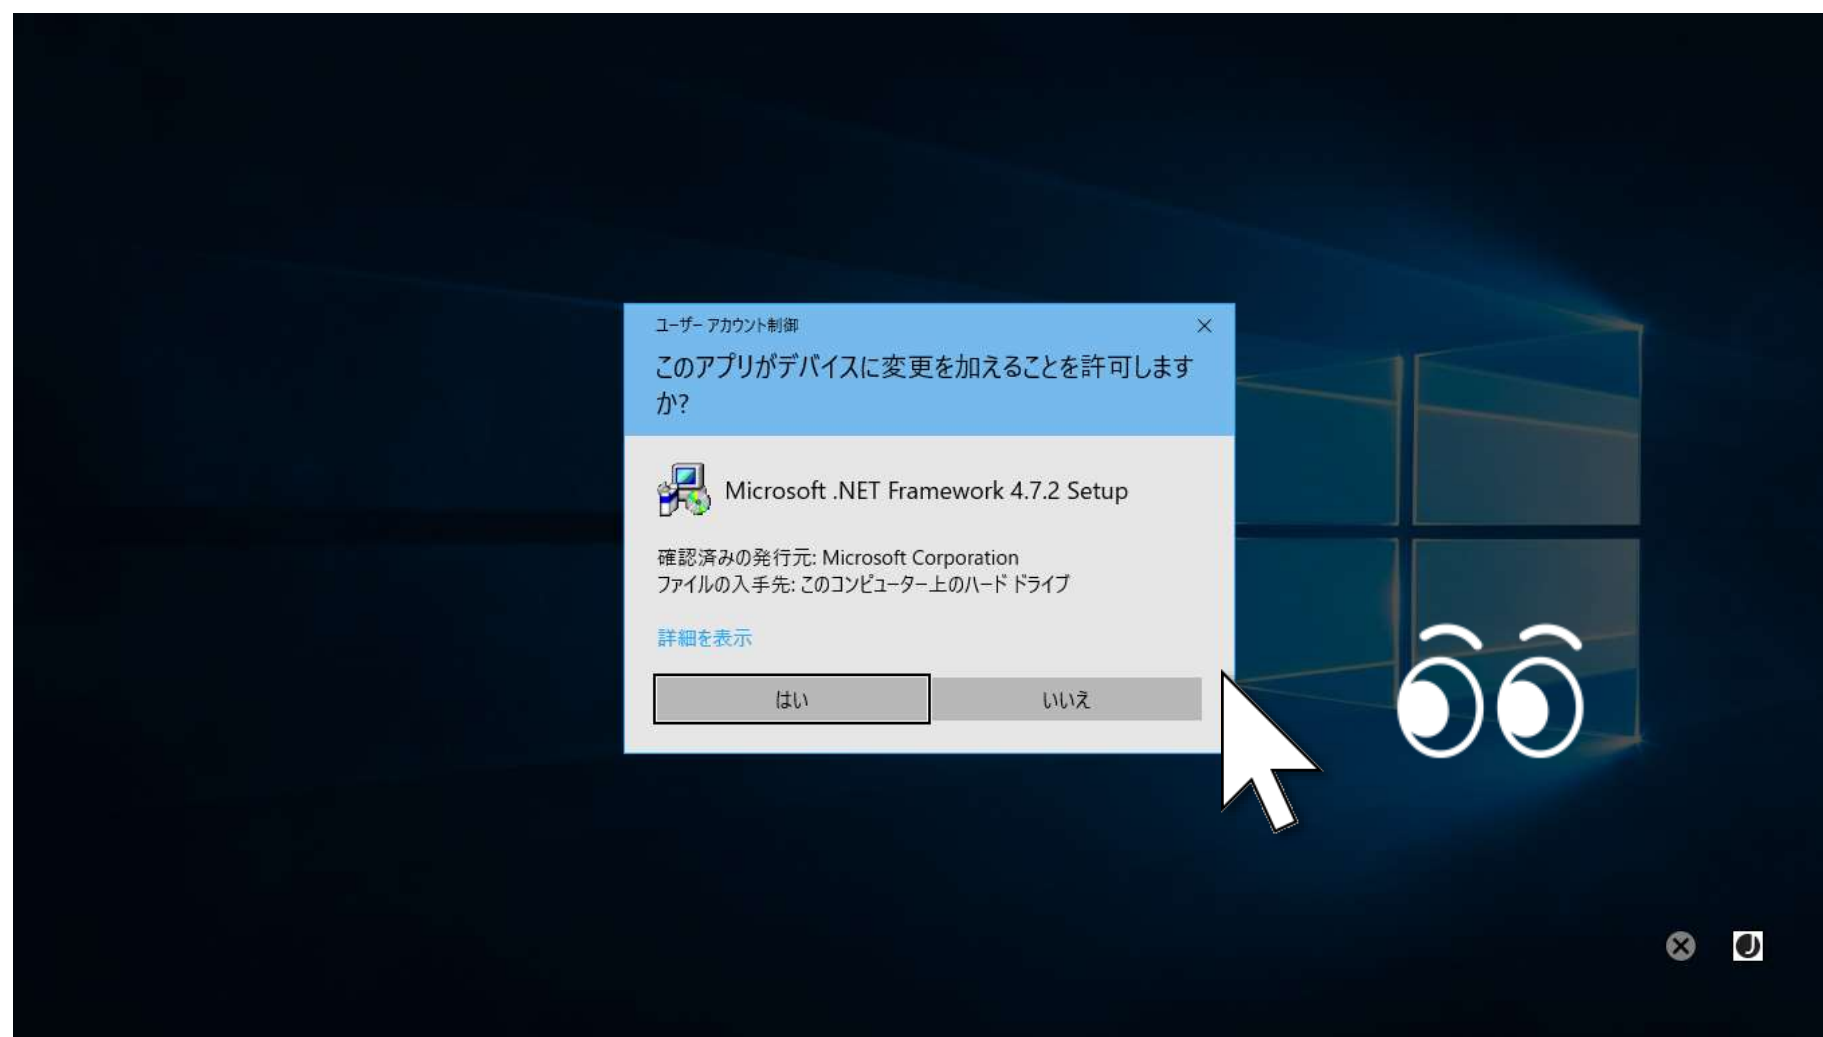 ユーザー アカウント制御
このアプリがデバイスに変更を加えることを許可します
か?
Microsoft .NET Framework 4.7.2 Setup
確認済みの発行元: Microsoft Corporation
ファイルの入手先: このコンピューター上のハード ドライブ
詳細を表示
はい
いいえ
J